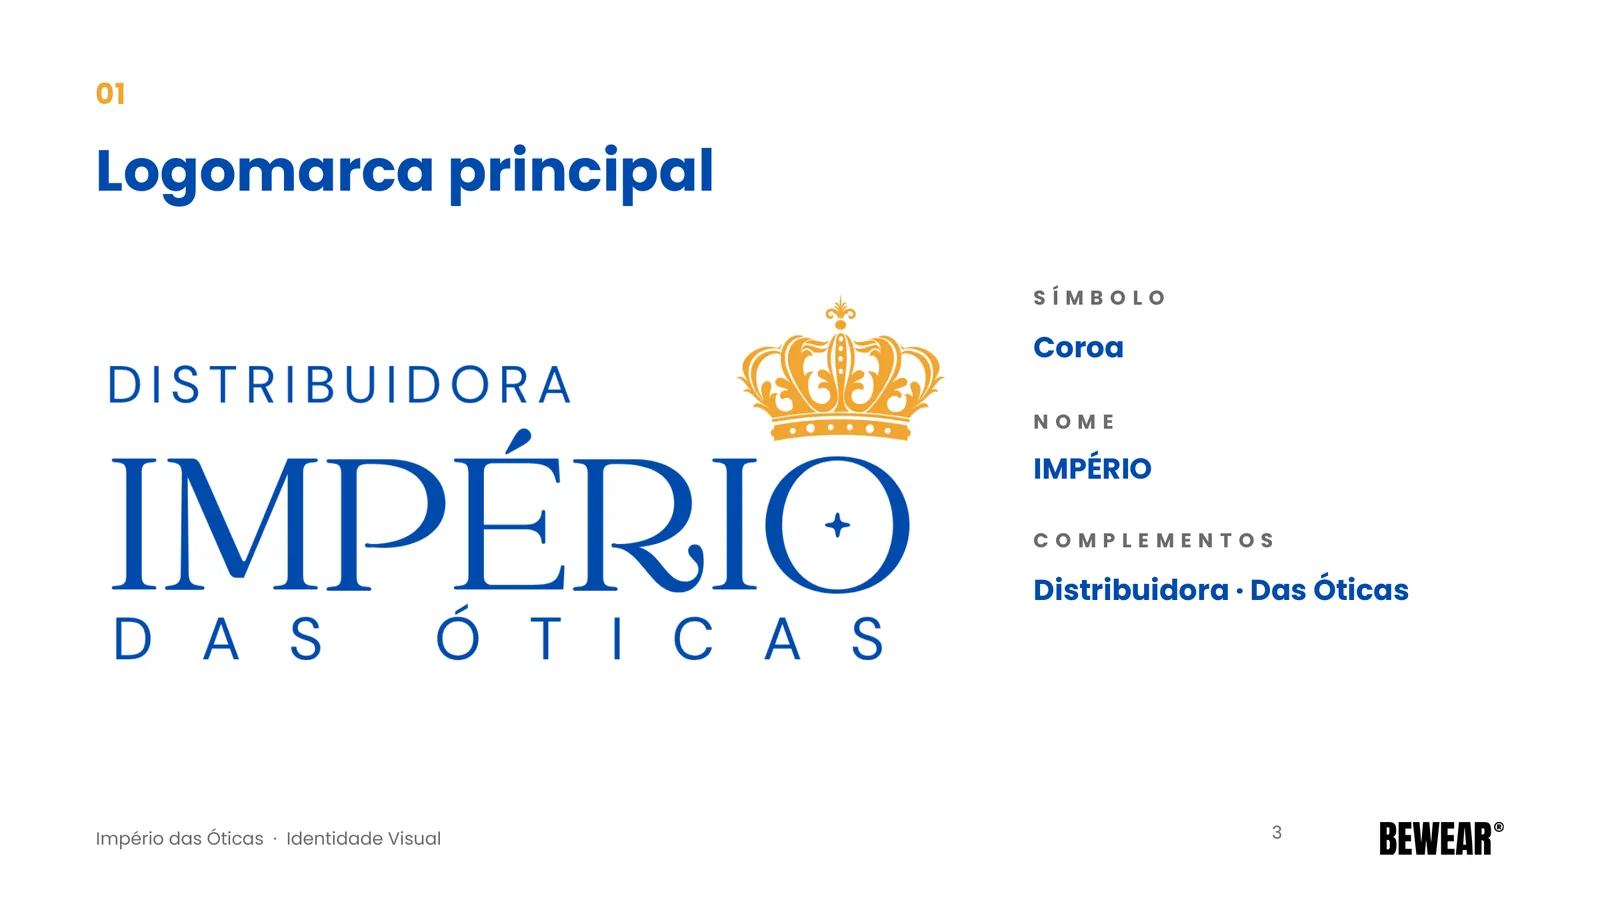 01
Logomarca principal
DISTRIBUIDORA
IMPÉRIO
DAS ÓTICAS
SÍMBOLO
Coroa
NOME
IMPÉRIO
COMPLEMENTOS
Distribuidora · Das Óticas
Império das Óticas · Identidade Visual
3
BEWEAR®